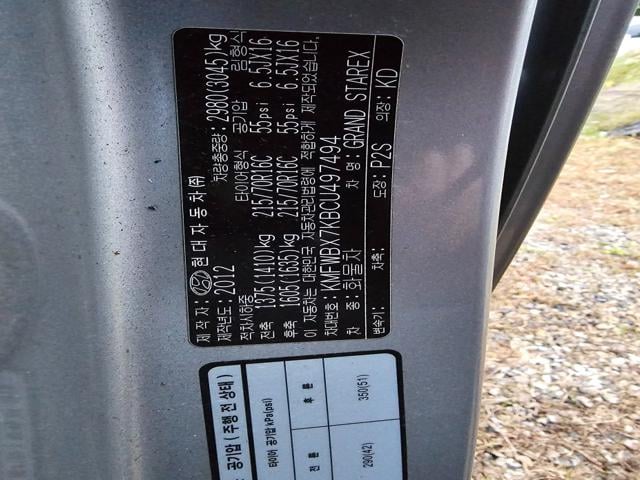 제 작 자: 현대자동차(주)
제작년도: 2012 차량총중량: 2980(3045)kg
적차시하중 타이어형식 공기압 림형식
전축 1375(1410)kg 215/70R16C 55psi 6.5JX16
후축 1605(1635)kg 215/70R16C 55psi 6.5JX16
이 자동차는 대한민국 자동차관리법령에 적합하게 제작되었습니다.
차대번호: KMFWBX7KBCU497494
차 종: 화물차 차 명: GRAND STAREX
변속기: 차축: 도장: P2S 의장: KD
공기압 ( 주행 전 상태 )
타이어 공기압 kPa(psi)
전 륜 후 륜
290(42) 350(51)